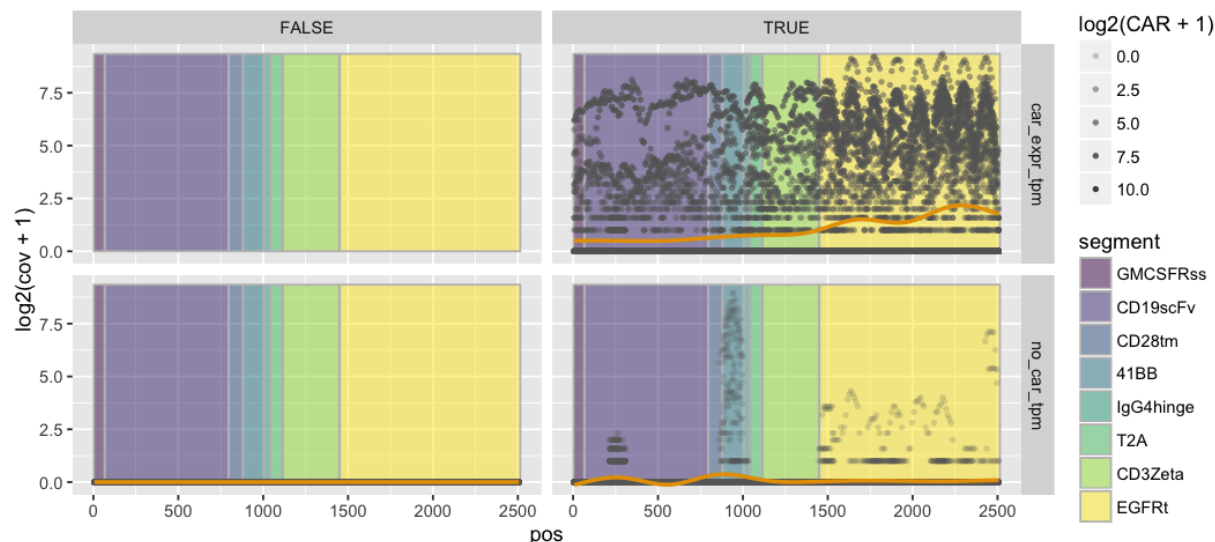 FALSE
TRUE
log2(cov + 1)
7.5
5.0
2.5
0.0
car_expr_tpm
7.5
5.0
2.5
0.0
no_car_tpm
0 500 1000 1500 2000 2500
0 500 1000 1500 2000 2500
pos
log2(CAR + 1)
0.0
2.5
5.0
7.5
10.0
segment
GMCSFRss
CD19scFv
CD28tm
41BB
IgG4hinge
T2A
CD3Zeta
EGFRt